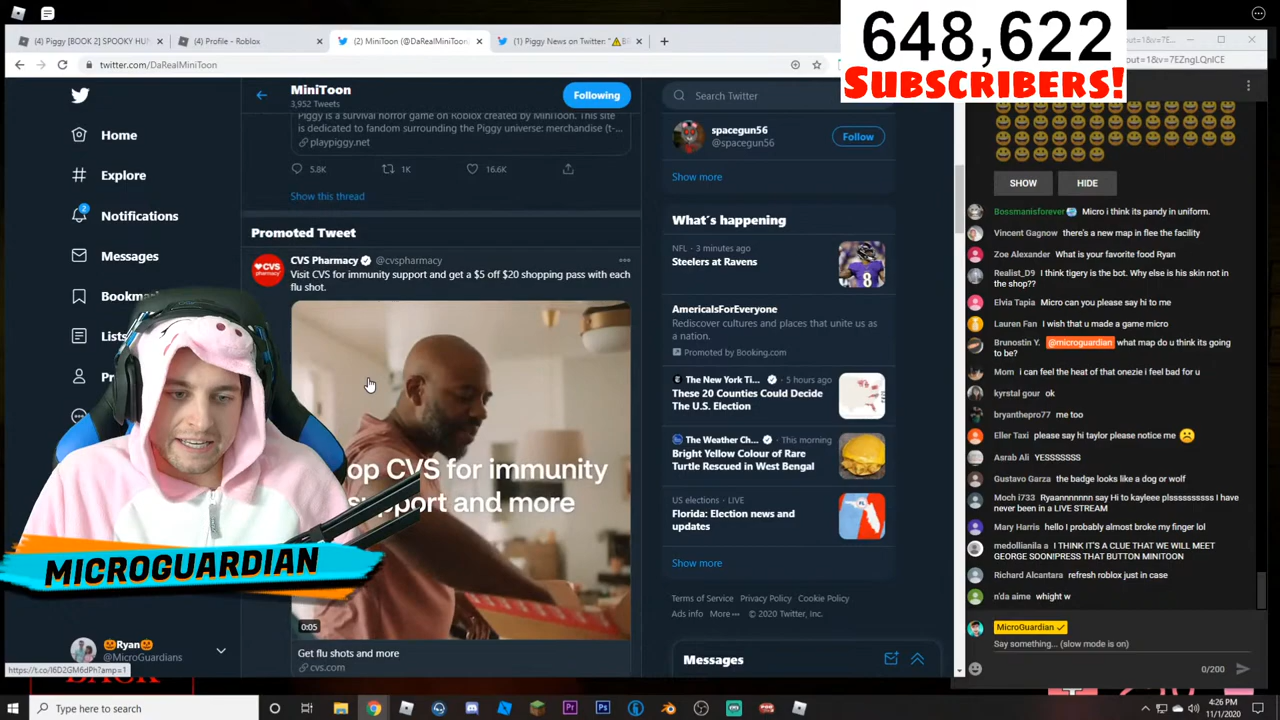 648,622
SUBSCRIBERS!
(4) Piggy [BOOK 2] SPOOKY HUN
(4) Profile - Roblox
(2) MiniToon (@DaRealMiniToon
(1) Piggy News on Twitter: "
twitter.com/DaRealMiniToon
out=1&v=7EZngLQnICE
MiniToon
3,952 Tweets
Following
Search Twitter
Home
Explore
2
Notifications
Messages
Bookm
Lists
Pr
Piggy is a survival horror game on Roblox created by MiniToon. This site
is dedicated to fandom surrounding the Piggy universe: merchandise (t-...
playpiggy.net
5.8K
1K
16.6K
Show this thread
Promoted Tweet
CVS Pharmacy
@cvspharmacy
Visit CVS for immunity support and get a $5 off $20 shopping pass with each
flu shot.
op CVS for immunity
support and more
0:05
Get flu shots and more
cvs.com
spacegun56
@spacegun56
Follow
Show more
What's happening
NFL · 3 minutes ago
Steelers at Ravens
AmericaIsForEveryone
Rediscover cultures and places that unite us as
a nation.
Promoted by Booking.com
The New York Ti...
5 hours ago
These 20 Counties Could Decide
The U.S. Election
The Weather Ch...
This morning
Bright Yellow Colour of Rare
Turtle Rescued in West Bengal
US elections · LIVE
Florida: Election news and
updates
Show more
Terms of Service Privacy Policy Cookie Policy
Ads info More··· © 2020 Twitter, Inc.
Messages
SHOW
HIDE
Bossmanisforever Micro i think its pandy in uniform.
Vincent Gagnow there's a new map in flee the facility
Zoe Alexander What is your favorite food Ryan
Realist_D9 I think tigery is the bot. Why else is his skin not in
the shop??
Elvia Tapia Micro can you please say hi to me
Lauren Fan I wish that u made a game micro
Brunostin Y. @microguardian what map do u think its going
to be?
Mom i can feel the heat of that onezie i feel bad for u
kyrstal gour ok
bryanthepro77 me too
Eller Taxi please say hi taylor please notice me
Asrab Ali YESSSSSSS
Gustavo Garza the badge looks like a dog or wolf
Moch i733 Ryaannnnnn say Hi to kayleee plssssssss I have
never been in a LIVE STREAM
Mary Harris hello I probably almost broke my finger lol
medollianila a I THINK IT'S A CLUE THAT WE WILL MEET
GEORGE SOON!PRESS THAT BUTTON MINITOON
Richard Alcantara refresh roblox just in case
n'da aime whight w
MicroGuardian
Say something... (slow mode is on)
0/200
MICROGUARDIAN
Ryan
@MicroGuardians
https://t.co/I6D2GM6dPh?amp=1
BACK
Type here to search
4:26 PM
11/1/2020